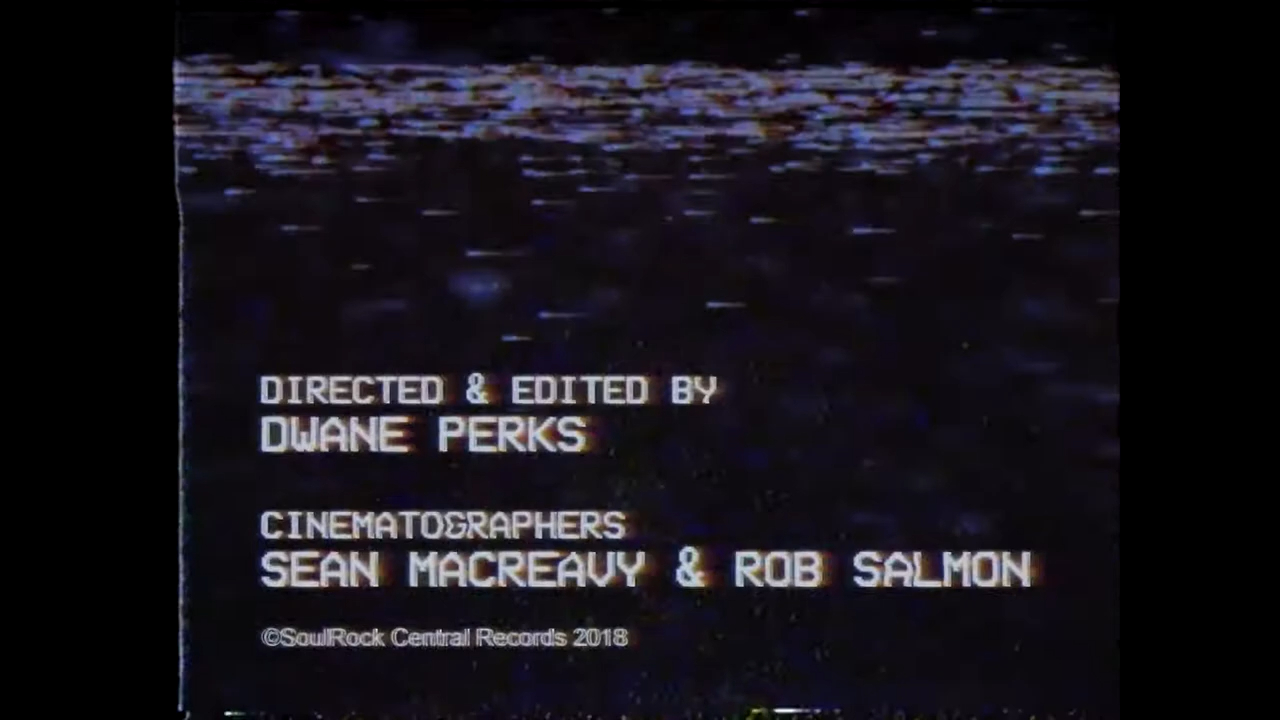 DIRECTED & EDITED BY
DWANE PERKS
CINEMATOGRAPHERS
SEAN MACREAVY & ROB SALMON
©SoulRock Central Records 2018